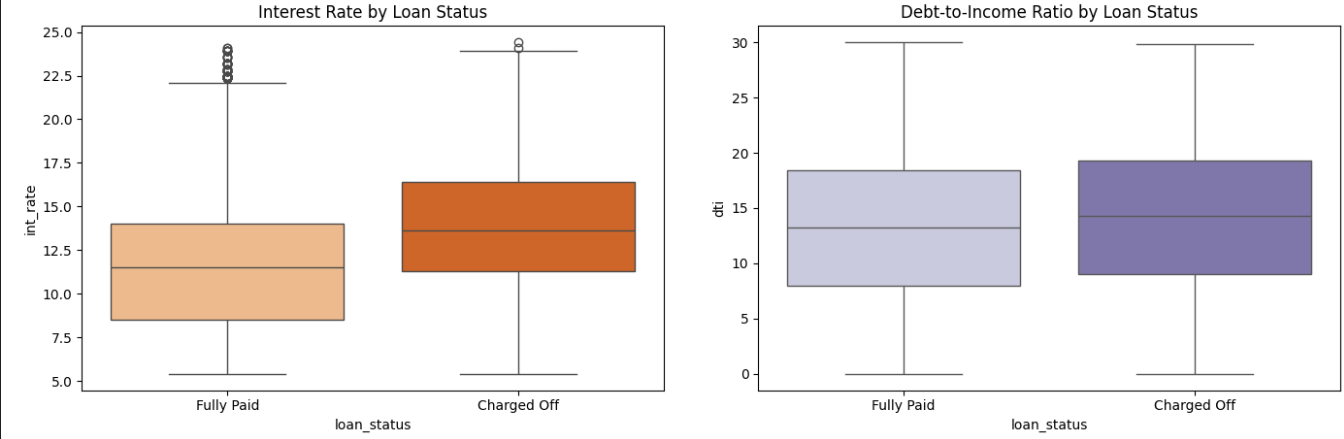 Interest Rate by Loan Status
25.0
22.5
20.0
17.5
15.0
12.5
10.0
7.5
5.0
int_rate
Fully Paid
Charged Off
loan_status
Debt-to-Income Ratio by Loan Status
30
25
20
15
10
5
0
dti
Fully Paid
Charged Off
loan_status